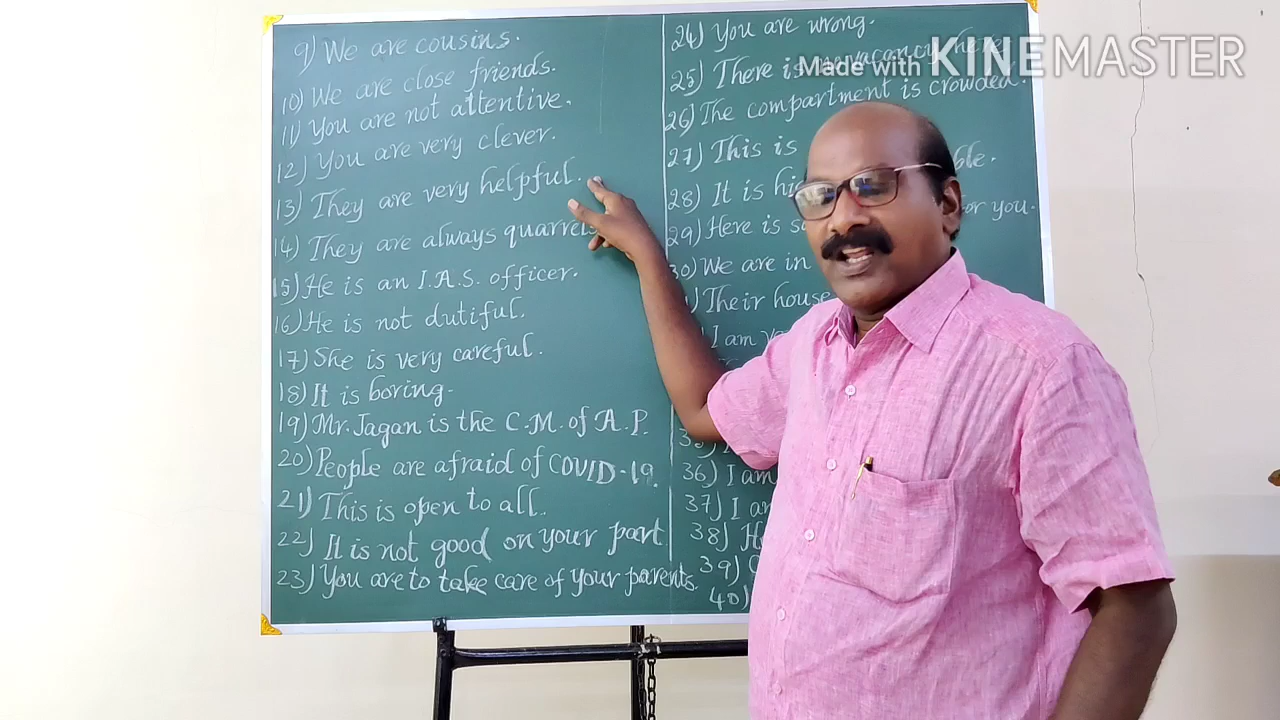 9) We are cousins.
10) We are close friends.
11) You are not attentive.
12) You are very clever.
13) They are very helpful.
14) They are always quarrels
15) He is an I.A.S. officer.
16) He is not dutiful.
17) She is very careful.
18) It is boring.
19) Mr. Jagan is the C.M. of A.P.
20) People are afraid of COVID-19.
21) This is open to all.
22) It is not good on your part
23) You are to take care of your parents.
24) You are wrong.
25) There is vacancy here
26) The compartment is crowded.
27) This is
28) It is
29) Here is for you.
30) We are in
Their house
I am
36) I am
37) I
38)
39)
40)
Made with KINEMASTER